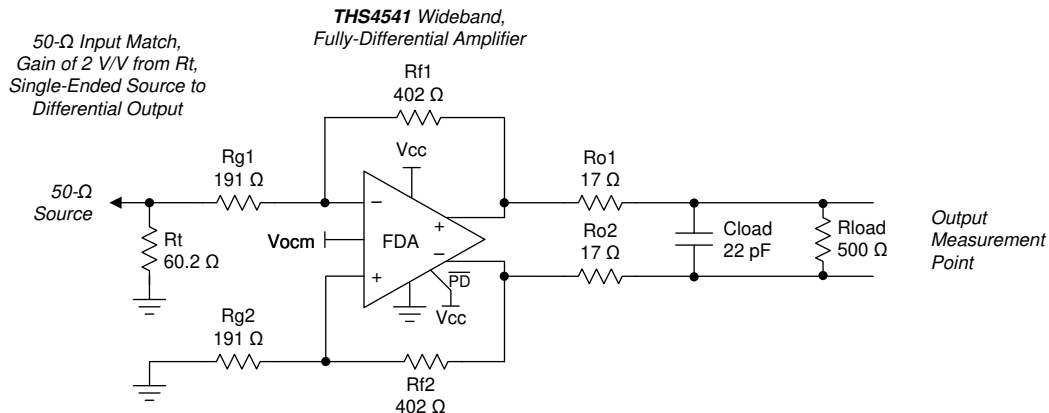 THS4541 Wideband,
Fully-Differential Amplifier
50-Ω Input Match,
Gain of 2 V/V from Rt,
Single-Ended Source to
Differential Output
Rf1
402 Ω
Vcc
Rg1
191 Ω
Ro1
17 Ω
50-Ω
Source
Rt
60.2 Ω
Vocm
−
FDA
+
+
−
PD
Vcc
Ro2
17 Ω
Cload
22 pF
Rload
500 Ω
Output
Measurement
Point
Rg2
191 Ω
Rf2
402 Ω